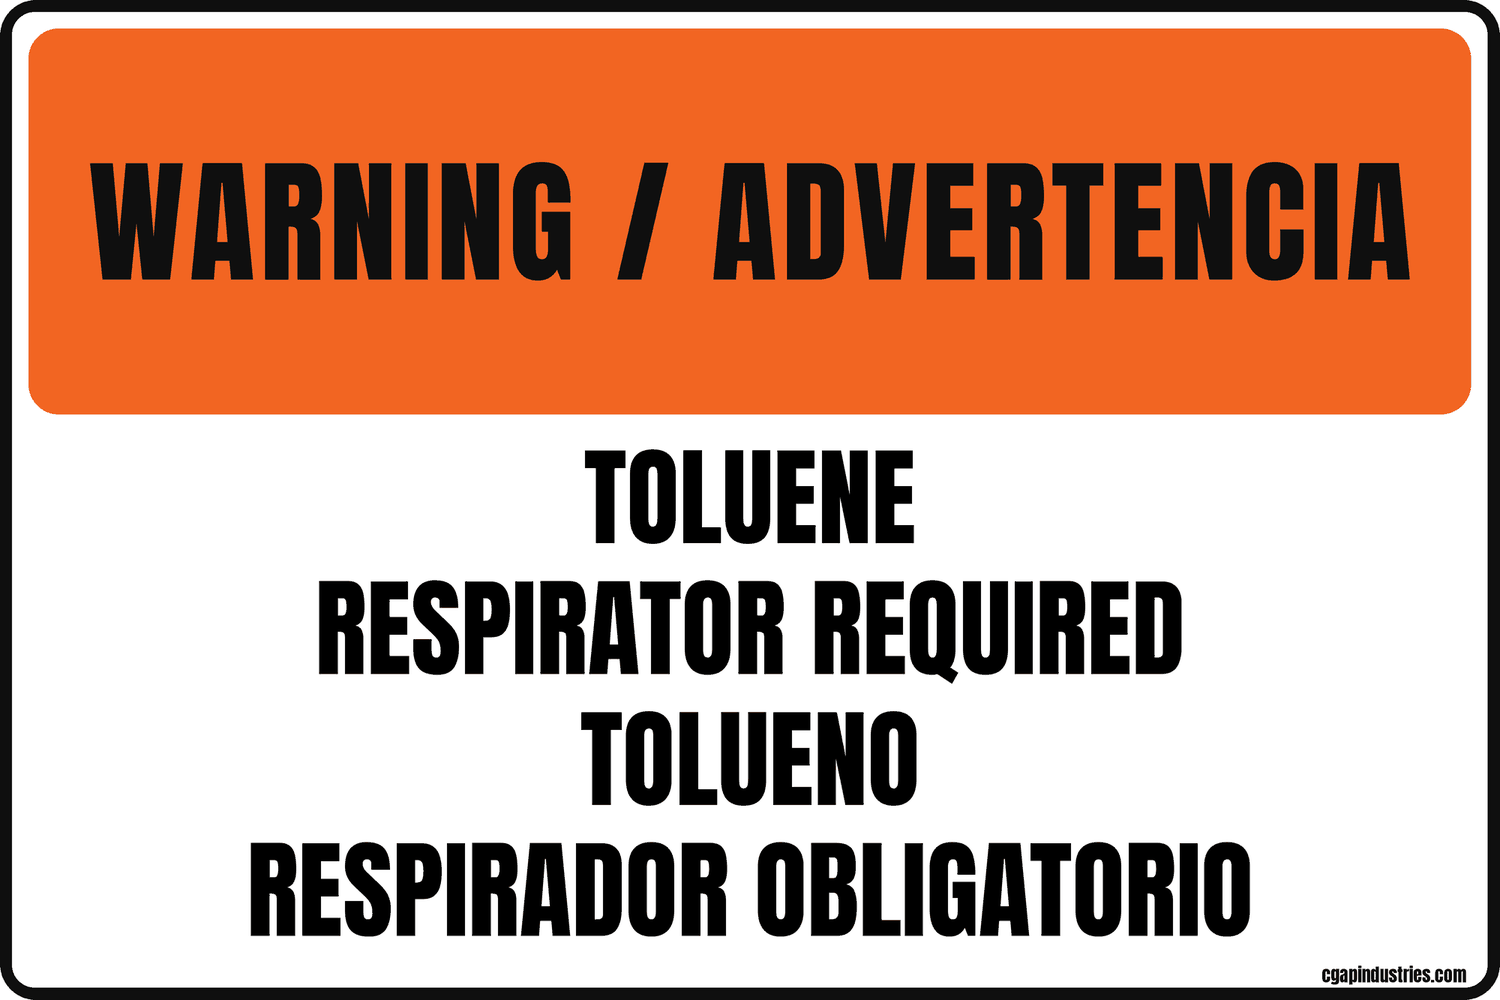 WARNING / ADVERTENCIA
TOLUENE
RESPIRATOR REQUIRED
TOLUENO
RESPIRADOR OBLIGATORIO
cgapindustries.com